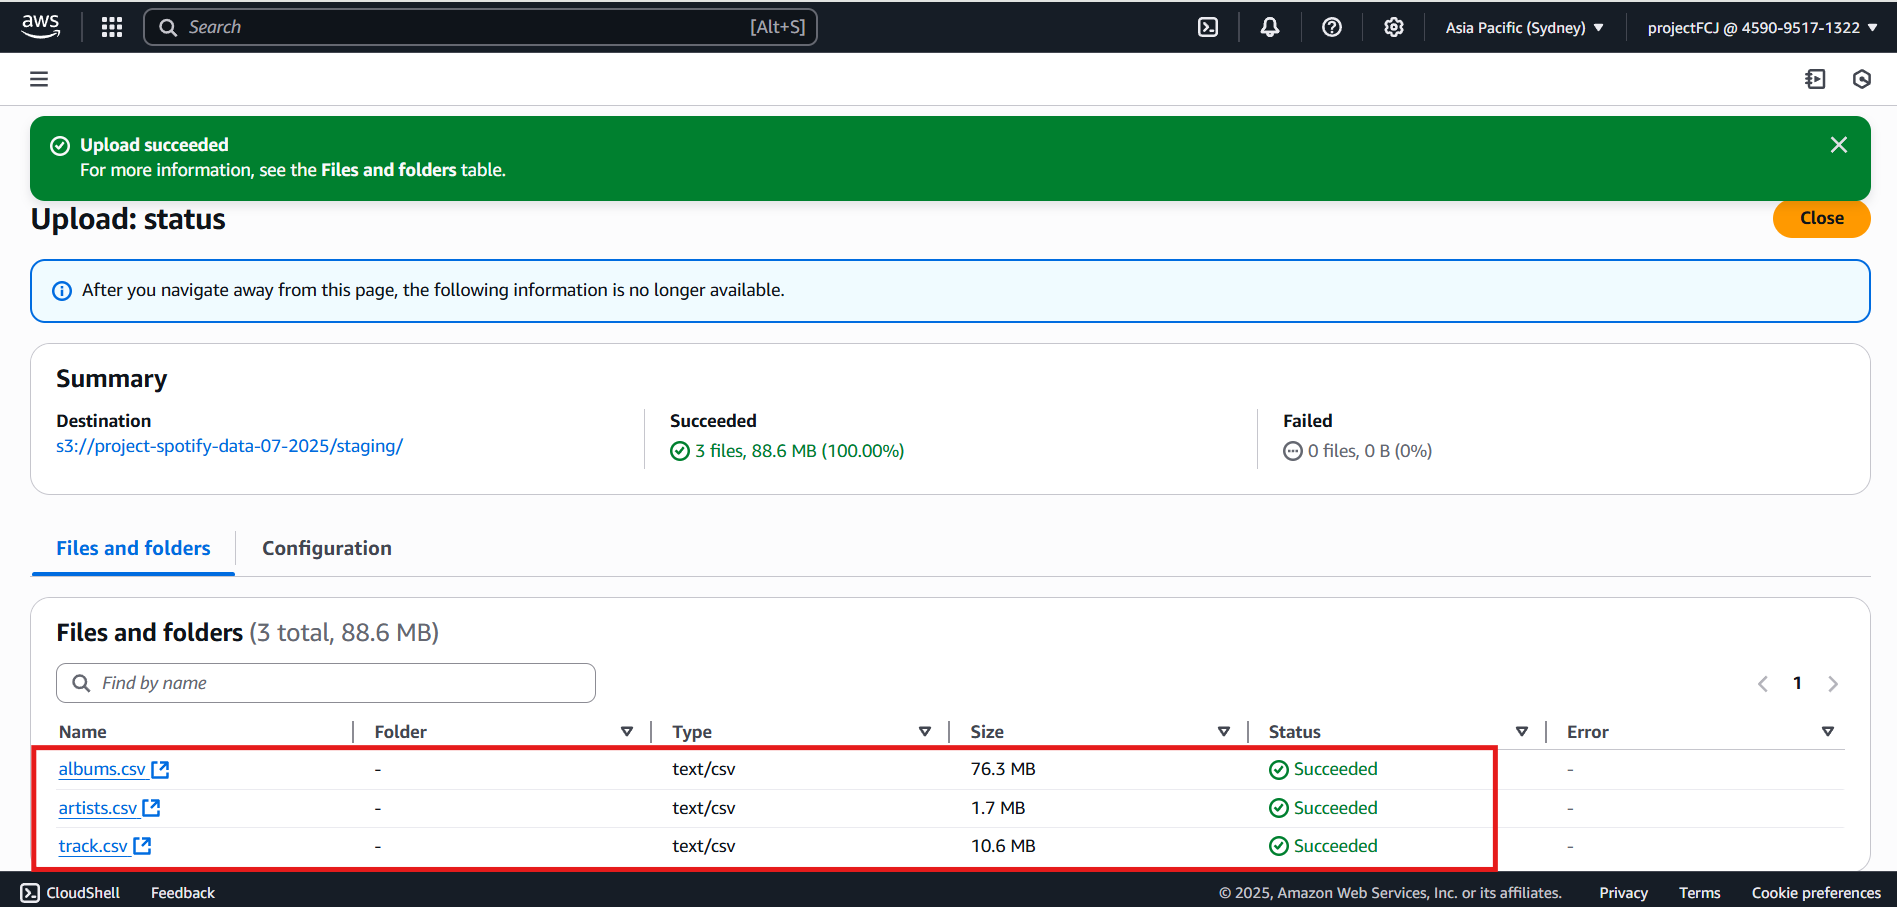 aws
Search [Alt+S]
Asia Pacific (Sydney)
projectFCJ @ 4590-9517-1322
Upload succeeded
For more information, see the Files and folders table.
Upload: status
Close
After you navigate away from this page, the following information is no longer available.
Summary
Destination
s3://project-spotify-data-07-2025/staging/
Succeeded
3 files, 88.6 MB (100.00%)
Failed
0 files, 0 B (0%)
Files and folders
Configuration
Files and folders (3 total, 88.6 MB)
Find by name
1
Name Folder Type Size Status Error
albums.csv - text/csv 76.3 MB Succeeded -
artists.csv - text/csv 1.7 MB Succeeded -
track.csv - text/csv 10.6 MB Succeeded -
CloudShell Feedback © 2025, Amazon Web Services, Inc. or its affiliates. Privacy Terms Cookie preferences